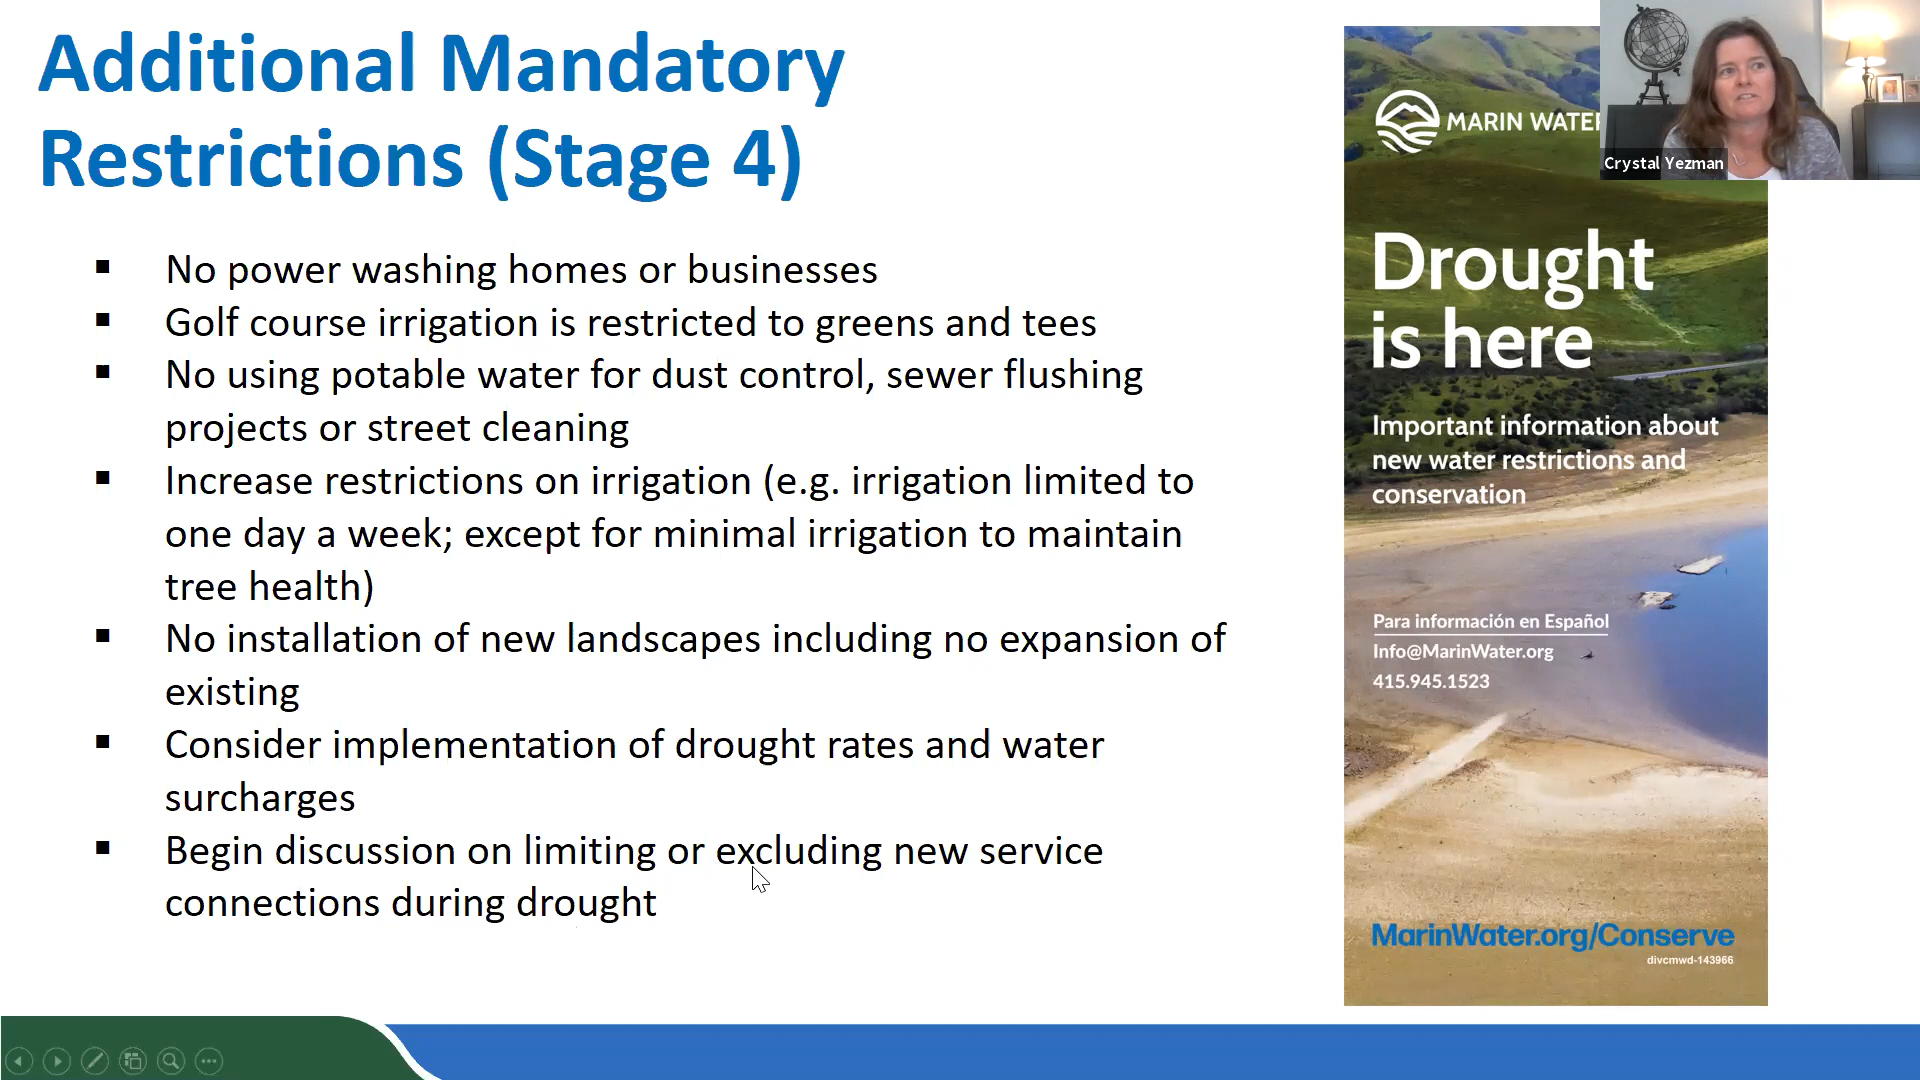 Additional Mandatory
Restrictions (Stage 4)
No power washing homes or businesses
Golf course irrigation is restricted to greens and tees
No using potable water for dust control, sewer flushing
projects or street cleaning
Increase restrictions on irrigation (e.g. irrigation limited to
one day a week; except for minimal irrigation to maintain
tree health)
No installation of new landscapes including no expansion of
existing
Consider implementation of drought rates and water
surcharges
Begin discussion on limiting or excluding new service
connections during drought
MARIN WATER
Drought
is here
Important information about
new water restrictions and
conservation
Para información en Español
Info@MarinWater.org
415.945.1523
MarinWater.org/Conserve
divcmwd-143966
Crystal Yezman